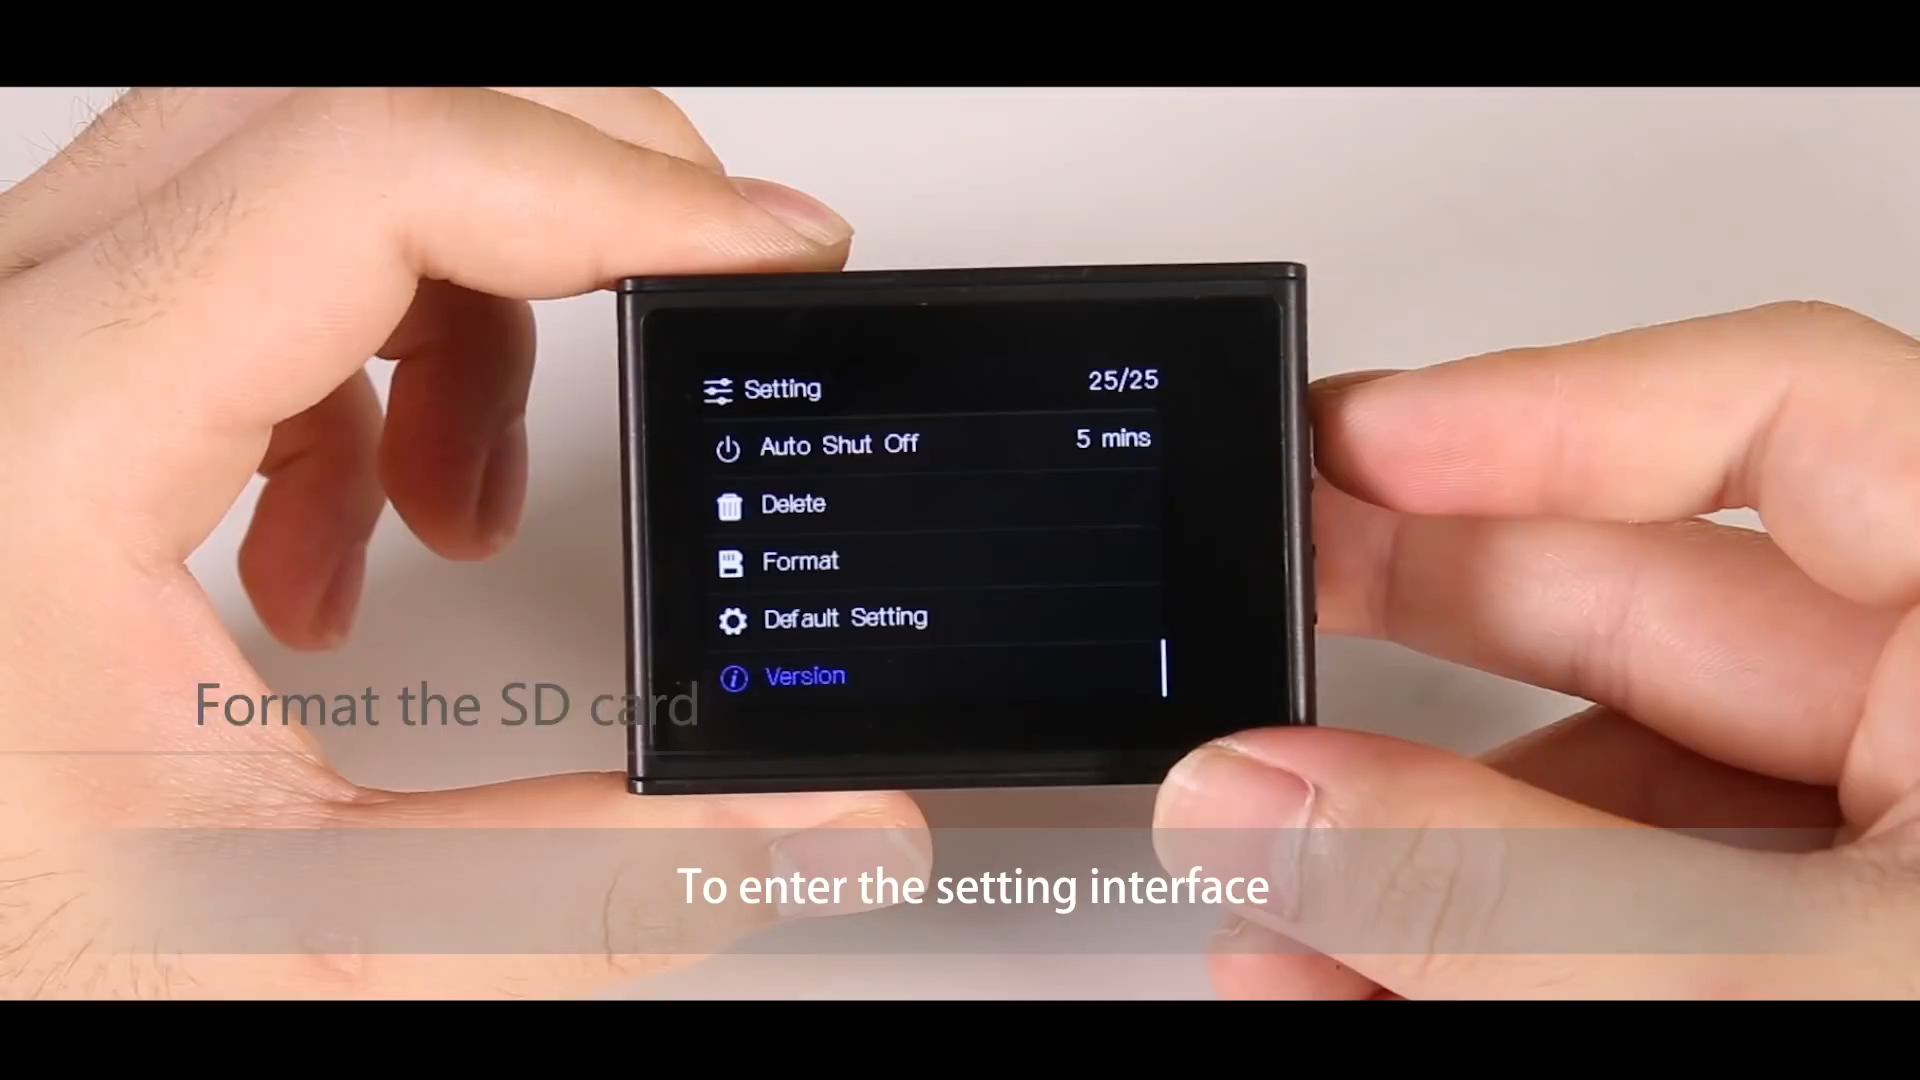 Setting 25/25
Auto Shut Off 5 mins
Delete
Format
Default Setting
Version
Format the SD card
To enter the setting interface